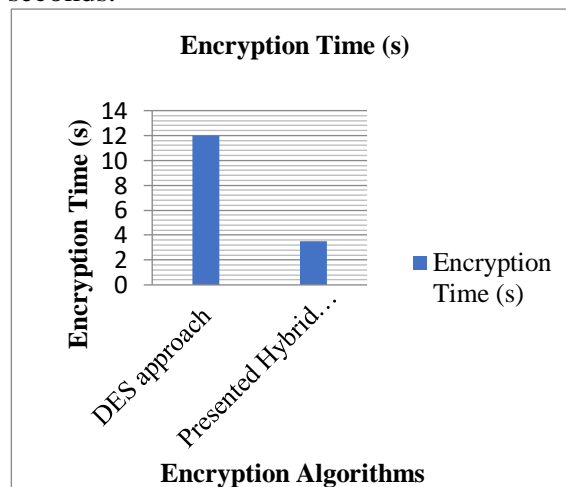 seconds.
Encryption Time (s)
Encryption Time (s)
14
12
10
8
6
4
2
0
DES approach
Presented Hybrid…
Encryption
Time (s)
Encryption Algorithms